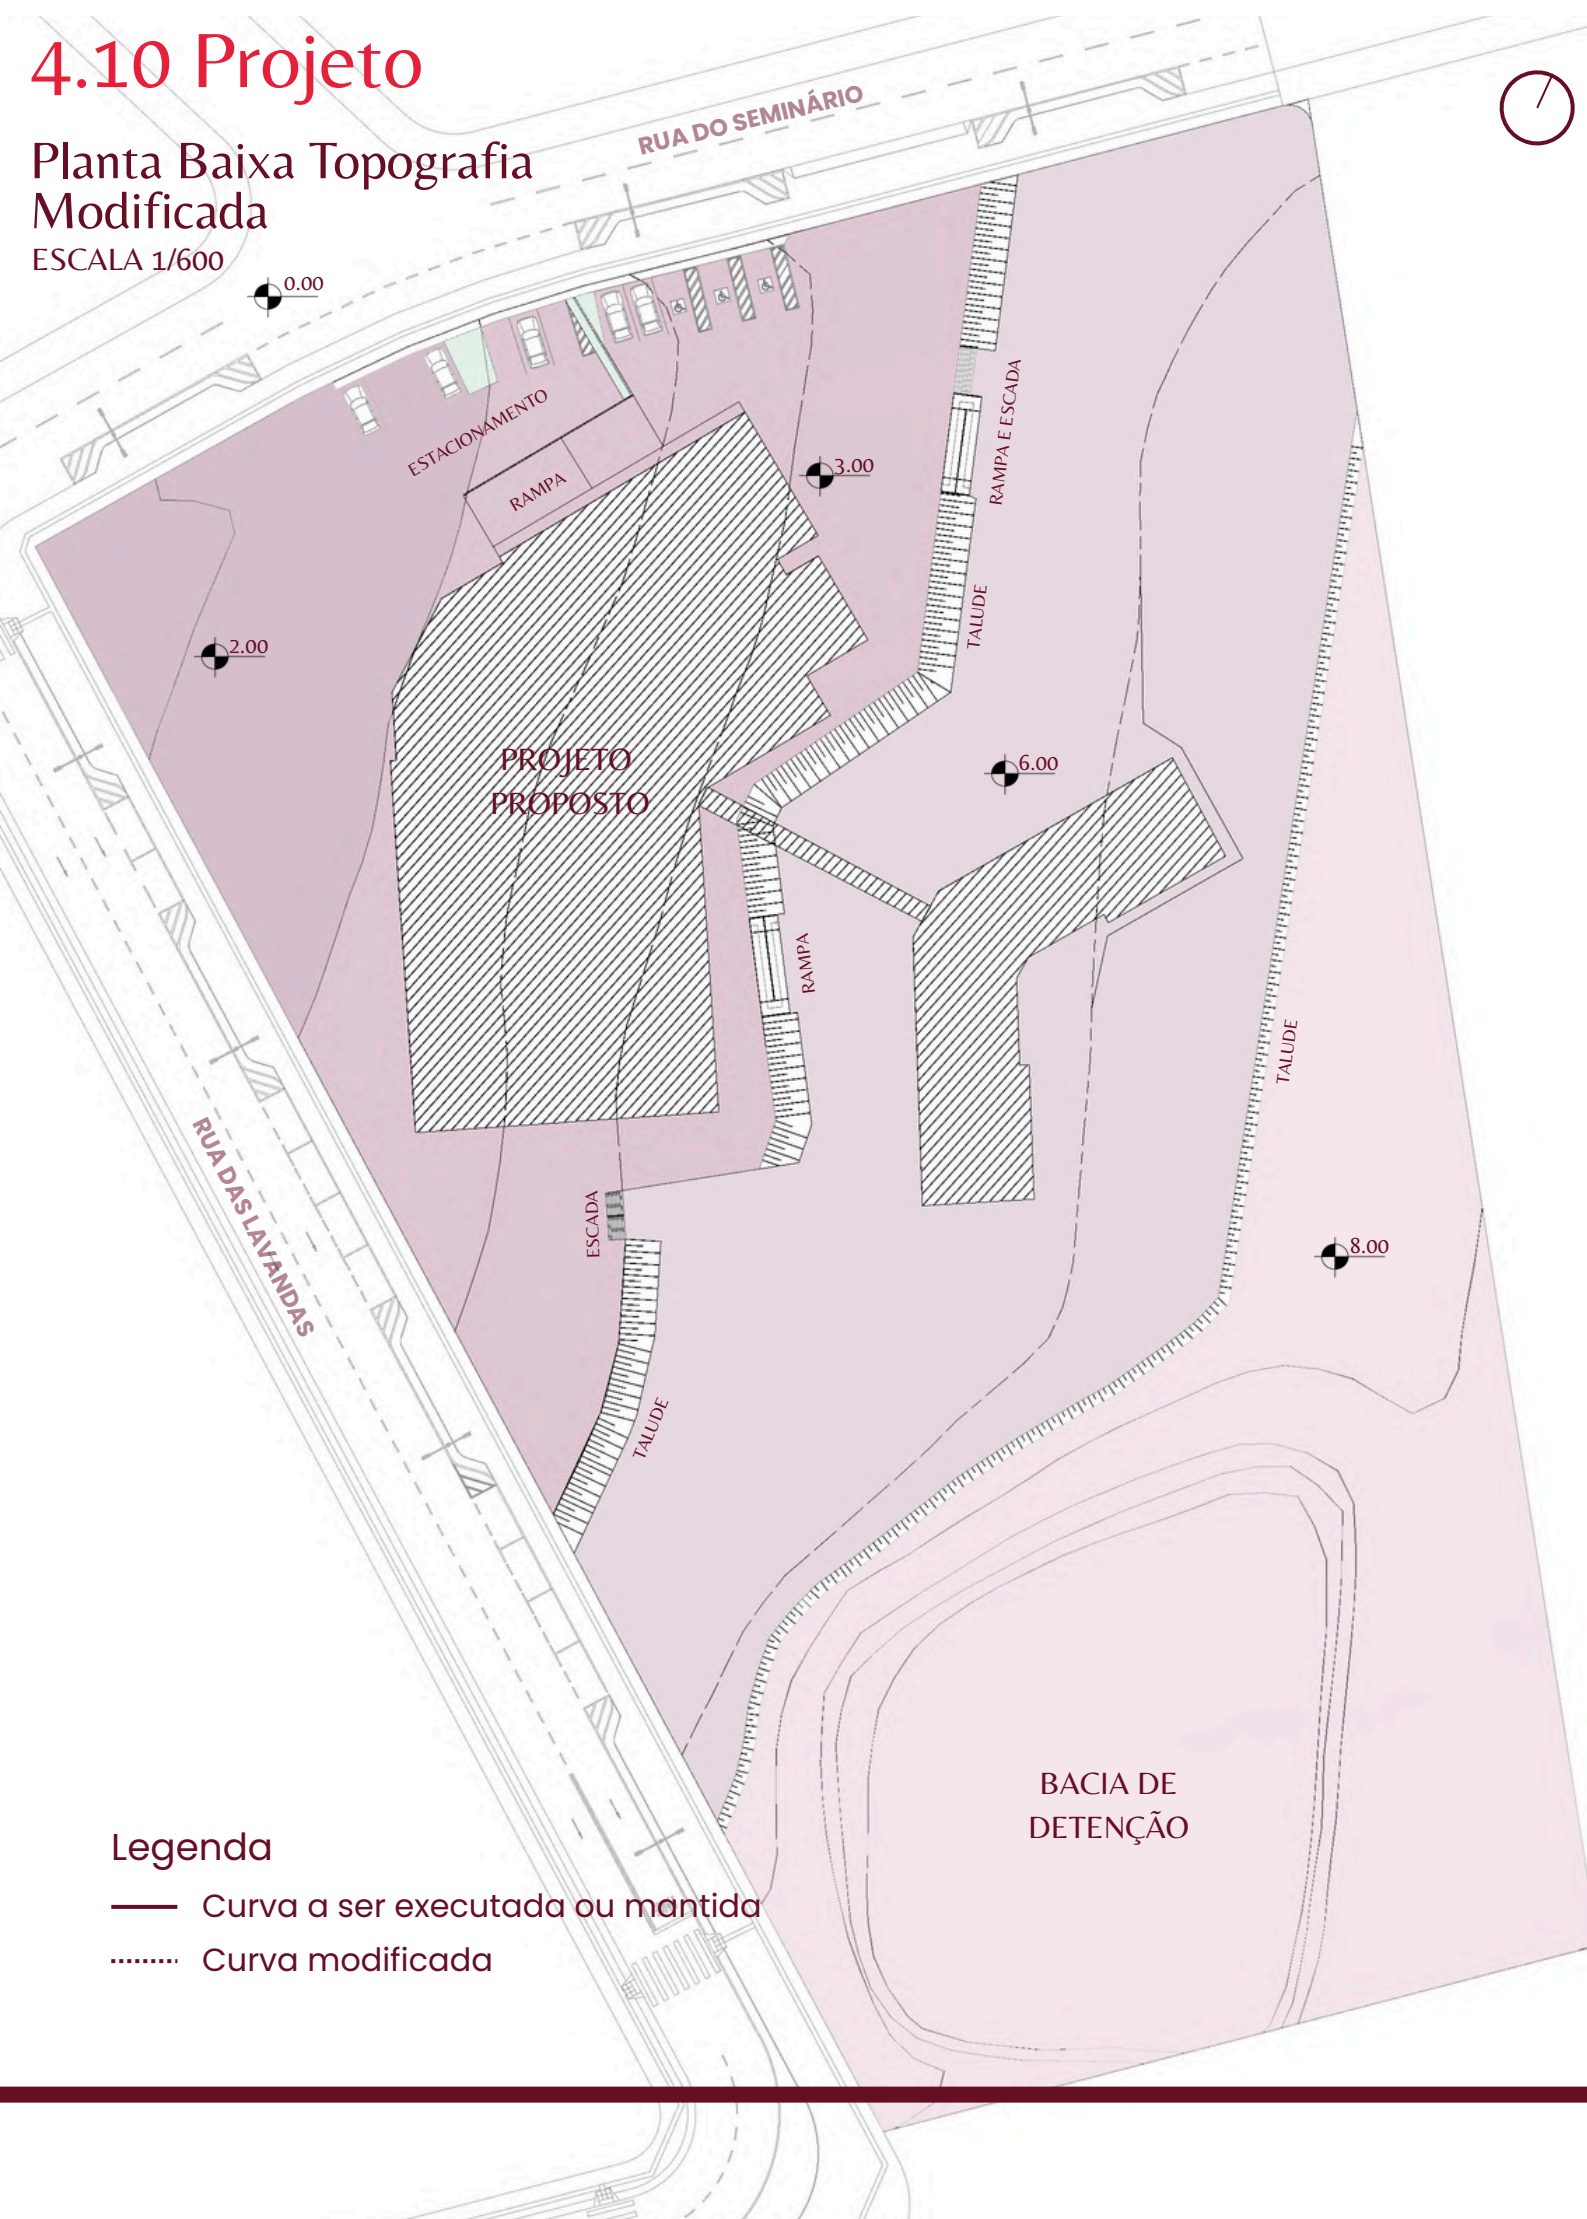 4.10 Projeto
Planta Baixa Topografia
Modificada
ESCALA 1/600
RUA DO SEMINÁRIO
0.00
ESTACIONAMENTO
RAMPA
3.00
RAMPA E ESCADA
TALUDE
2.00
PROJETO
PROPOSTO
6.00
RAMPA
TALUDE
RUA DAS LAVANDAS
ESCADA
8.00
TALUDE
BACIA DE
DETENÇÃO
Legenda
Curva a ser executada ou mantida
Curva modificada